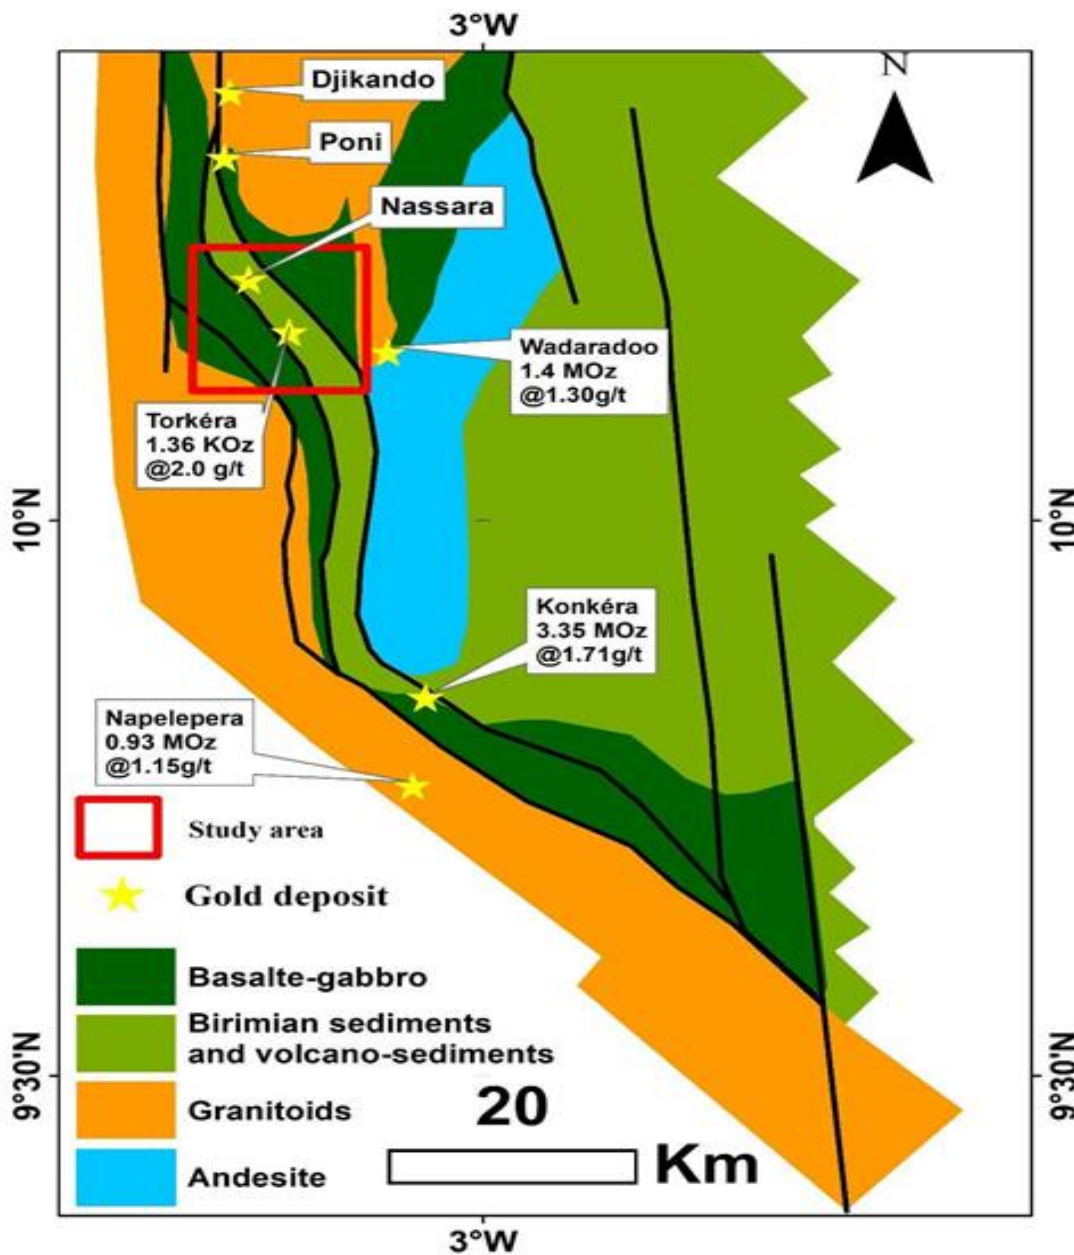 3°W
N
Djikando
Poni
Nassara
Wadaradoo
1.4 MOz
@1.30g/t
Torkéra
1.36 KOz
@2.0 g/t
10°N
10°N
Konkéra
3.35 MOz
@1.71g/t
Napelepera
0.93 MOz
@1.15g/t
Study area
Gold deposit
Basalte-gabbro
Birimian sediments
and volcano-sediments
9°30'N
9°30'N
Granitoids
20
Km
Andesite
3°W